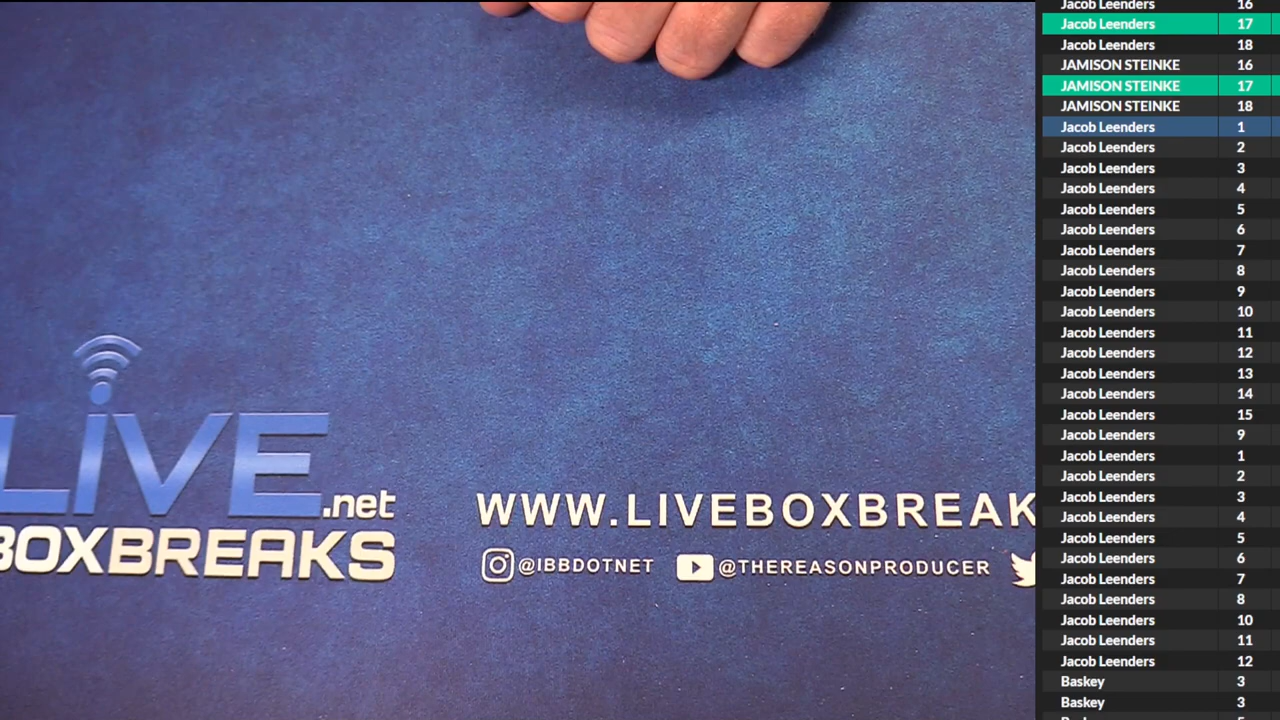 LIVE
.net
BOXBREAKS
WWW.LIVEBOXBREAK
@IBBDOTNET
@THEREASONPRODUCER
Jacob Leenders 16
Jacob Leenders 17
Jacob Leenders 18
JAMISON STEINKE 16
JAMISON STEINKE 17
JAMISON STEINKE 18
Jacob Leenders 1
Jacob Leenders 2
Jacob Leenders 3
Jacob Leenders 4
Jacob Leenders 5
Jacob Leenders 6
Jacob Leenders 7
Jacob Leenders 8
Jacob Leenders 9
Jacob Leenders 10
Jacob Leenders 11
Jacob Leenders 12
Jacob Leenders 13
Jacob Leenders 14
Jacob Leenders 15
Jacob Leenders 9
Jacob Leenders 1
Jacob Leenders 2
Jacob Leenders 3
Jacob Leenders 4
Jacob Leenders 5
Jacob Leenders 6
Jacob Leenders 7
Jacob Leenders 8
Jacob Leenders 10
Jacob Leenders 11
Jacob Leenders 12
Baskey 3
Baskey 3